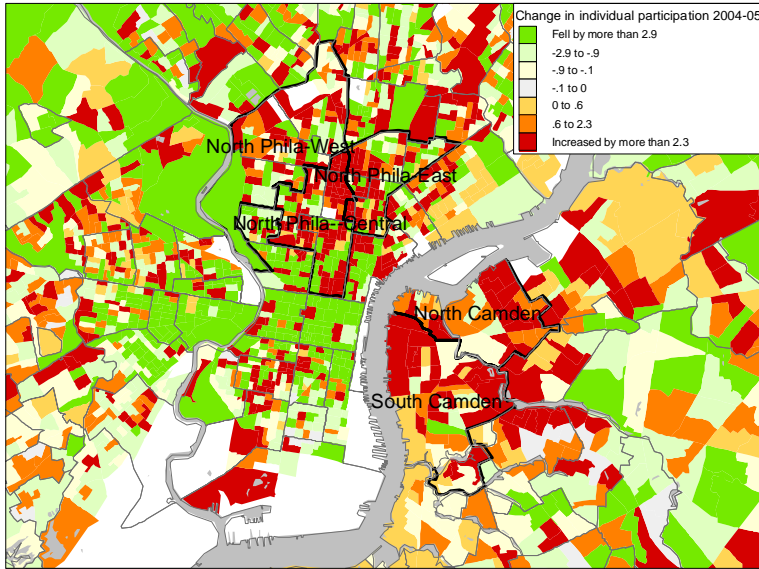 Change in individual participation 2004-05
Fell by more than 2.9
-2.9 to -.9
-.9 to -.1
-.1 to 0
0 to .6
.6 to 2.3
Increased by more than 2.3
North Phila-West
North Phila-East
North Phila--Central
North Camden
South Camden